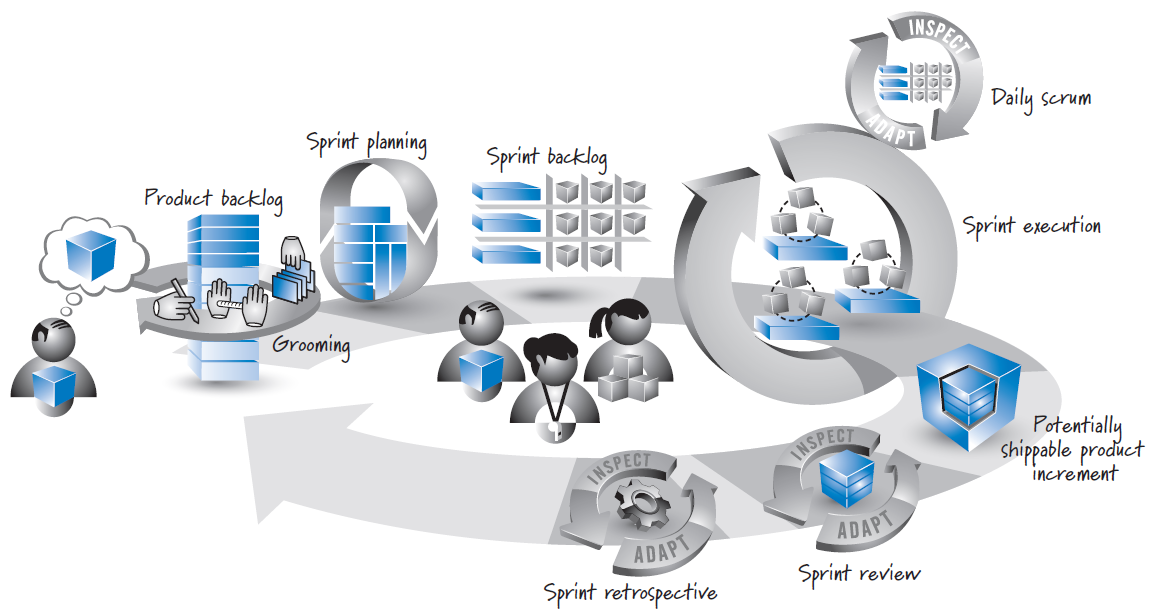 INSPECT
ADAPT
Daily scrum
Sprint planning
Sprint backlog
Product backlog
Sprint execution
Grooming
Potentially
shippable product
increment
INSPECT
ADAPT
Sprint review
INSPECT
ADAPT
Sprint retrospective